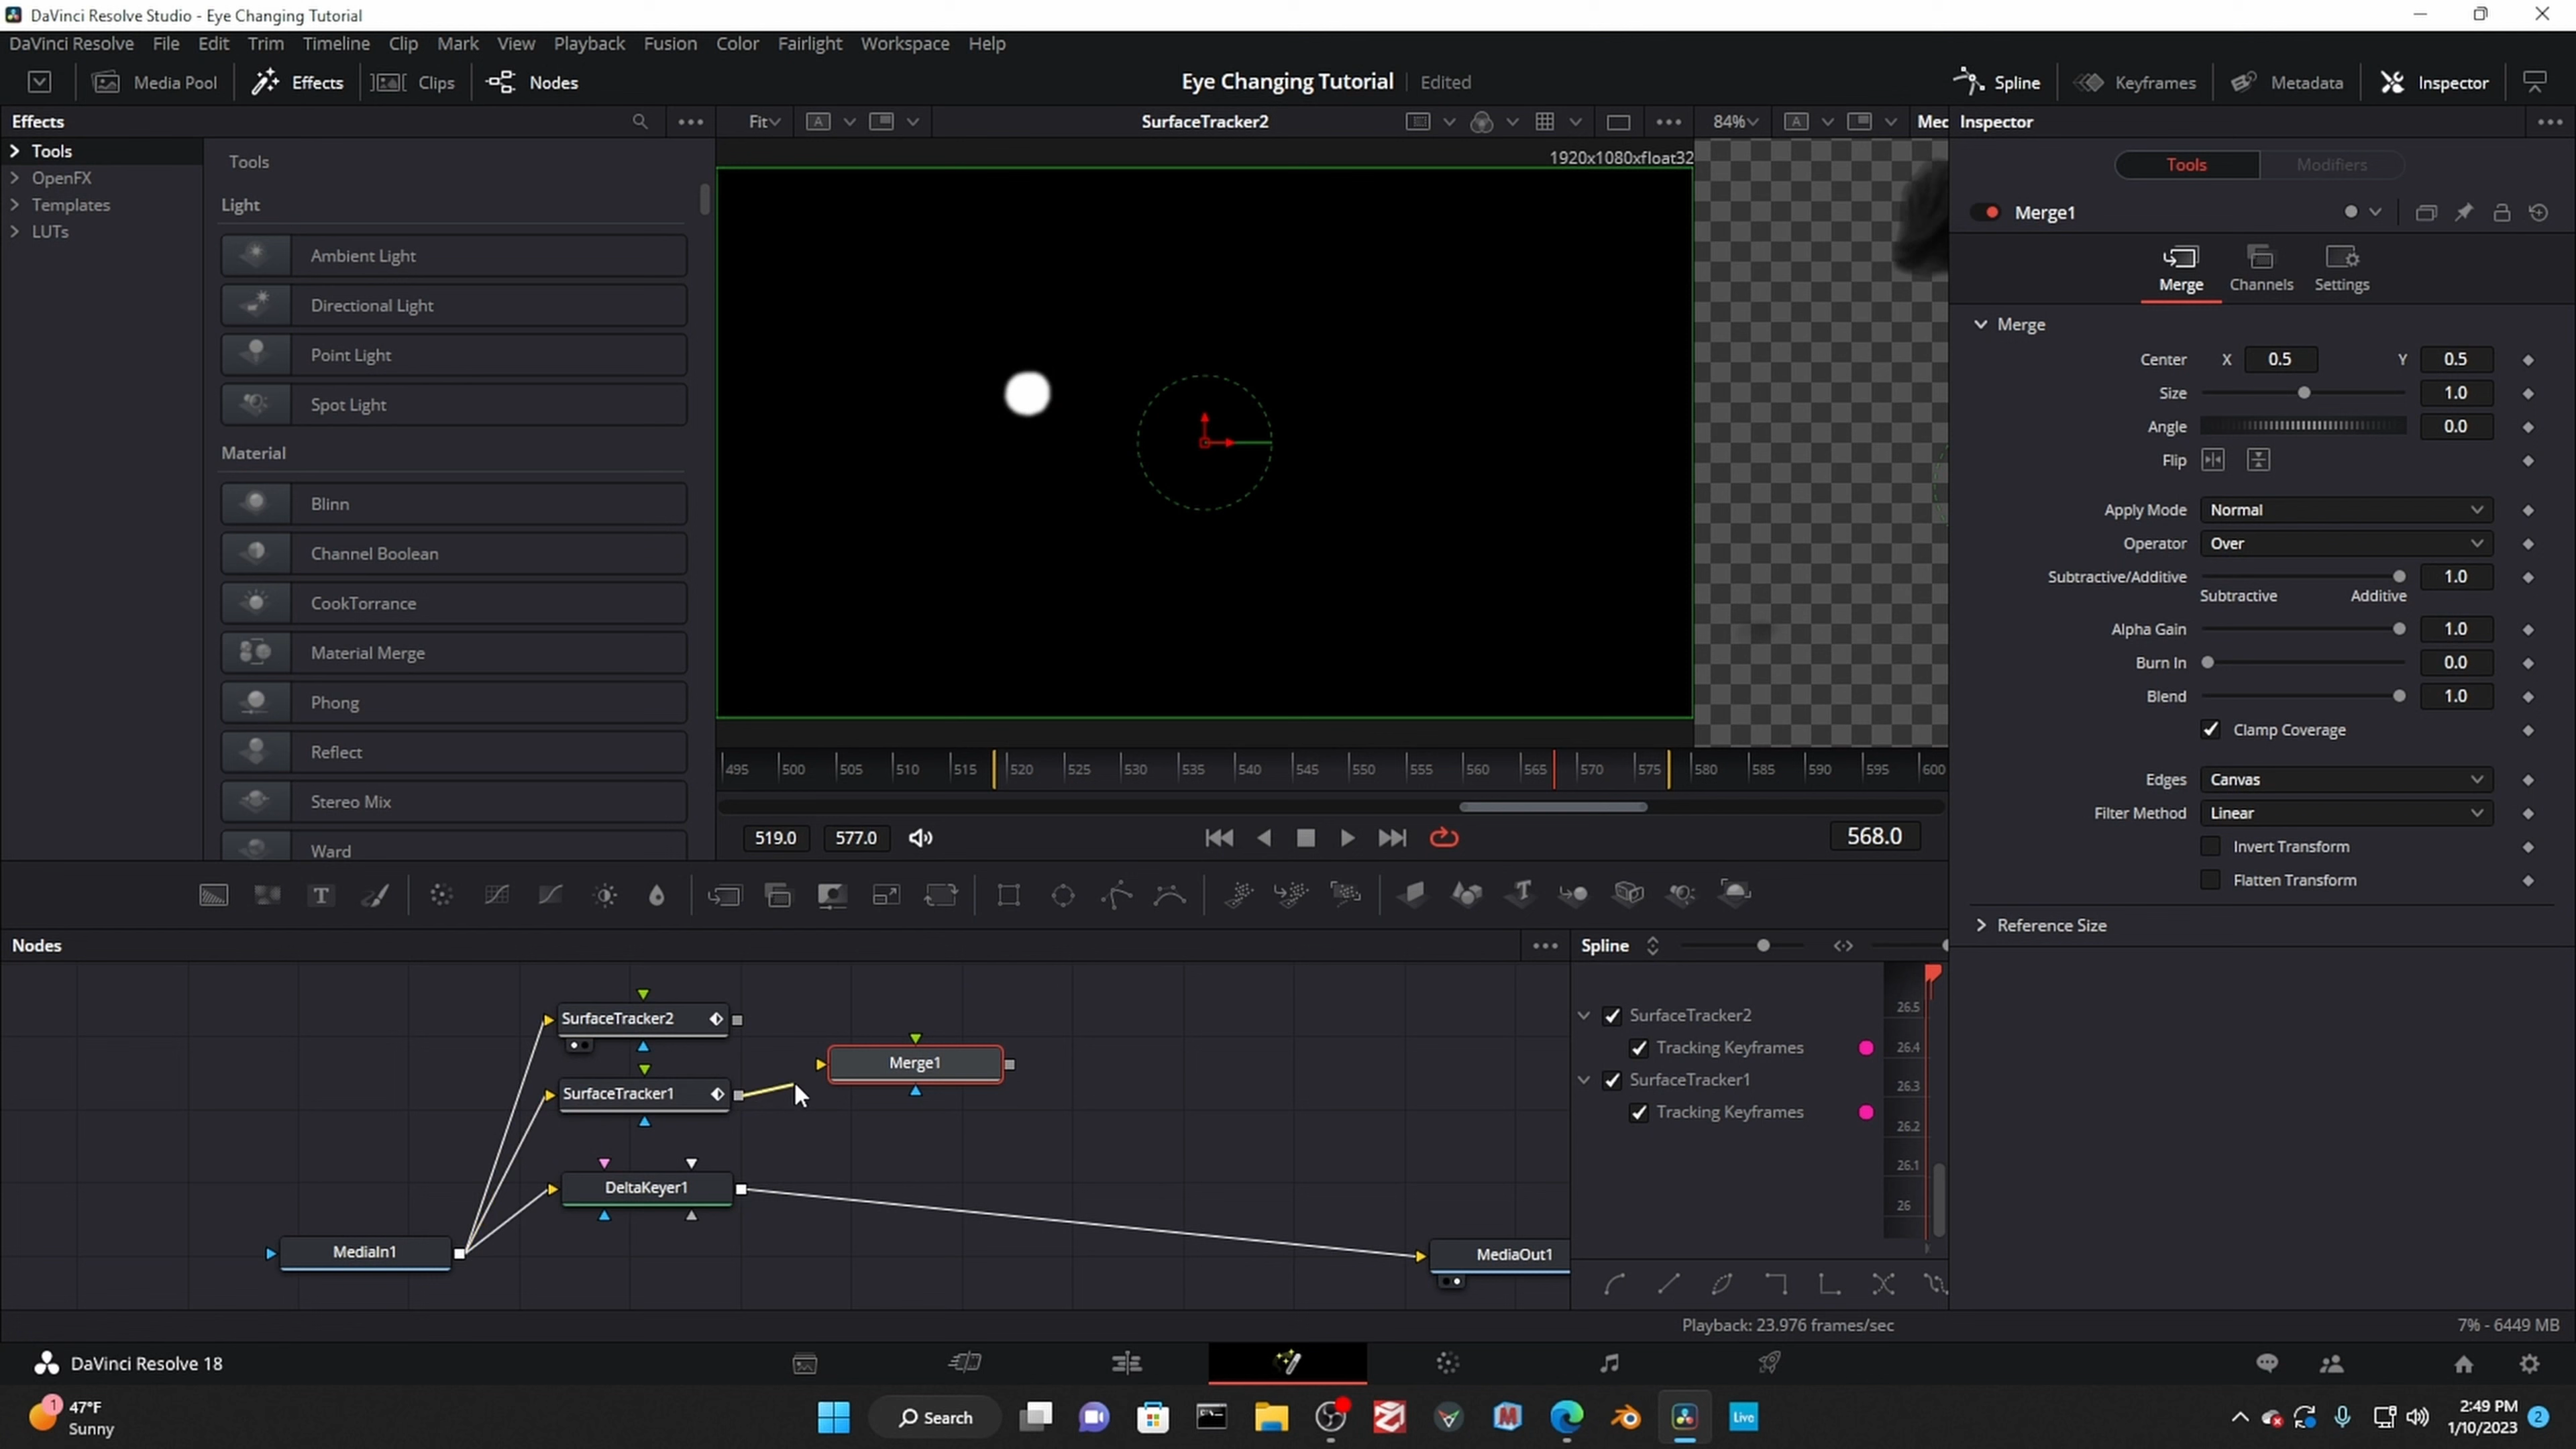 DaVinci Resolve Studio - Eye Changing Tutorial
DaVinci Resolve File Edit Trim Timeline Clip Mark View Playback Fusion Color Fairlight Workspace Help
Media Pool Effects Clips Nodes Eye Changing Tutorial Edited Spline Keyframes Metadata Inspector
Effects Fit A SurfaceTracker2 84% A Mec Inspector
Tools
OpenFX
Templates
LUTs
Tools
Light
Ambient Light
Directional Light
Point Light
Spot Light
Material
Blinn
Channel Boolean
CookTorrance
Material Merge
Phong
Reflect
Stereo Mix
Ward
1920x1080xfloat32
495 500 505 510 515 520 525 530 535 540 545 550 555 560 565 570 575 580 585 590 595 600
519.0 577.0 568.0
Tools Modifiers
Merge1
Merge Channels Settings
Merge
Center X 0.5 Y 0.5
Size 1.0
Angle 0.0
Flip
Apply Mode Normal
Operator Over
Subtractive/Additive 1.0
Subtractive Additive
Alpha Gain 1.0
Burn In 0.0
Blend 1.0
Clamp Coverage
Edges Canvas
Filter Method Linear
Invert Transform
Flatten Transform
Reference Size
Nodes
SurfaceTracker2
SurfaceTracker1
Merge1
DeltaKeyer1
MediaIn1
MediaOut1
Spline
SurfaceTracker2
Tracking Keyframes
SurfaceTracker1
Tracking Keyframes
26.5
26.4
26.3
26.2
26.1
26
Playback: 23.976 frames/sec 7% - 6449 MB
DaVinci Resolve 18
1
47°F
Sunny
Search
Live
2:49 PM
1/10/2023
2